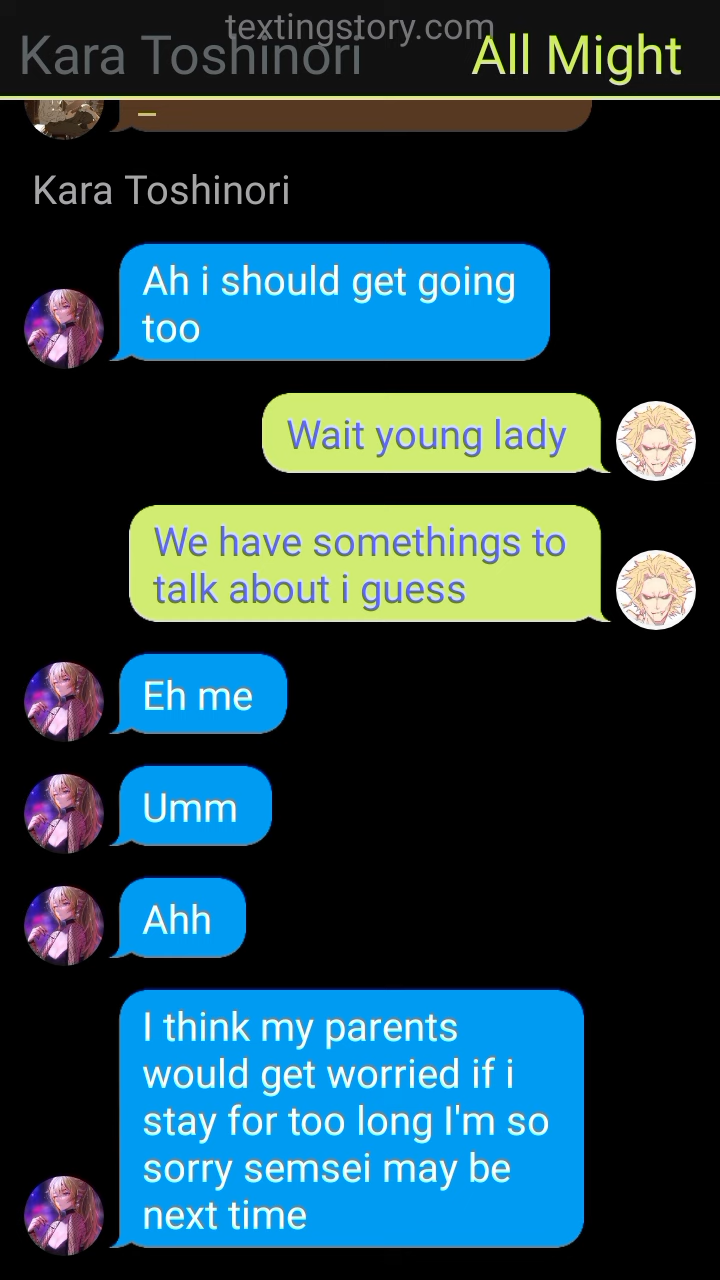 textingstory.com
Kara Toshinori
All Might
Kara Toshinori
Ah i should get going
too
Wait young lady
We have somethings to
talk about i guess
Eh me
Umm
Ahh
I think my parents
would get worried if i
stay for too long I'm so
sorry semsei may be
next time